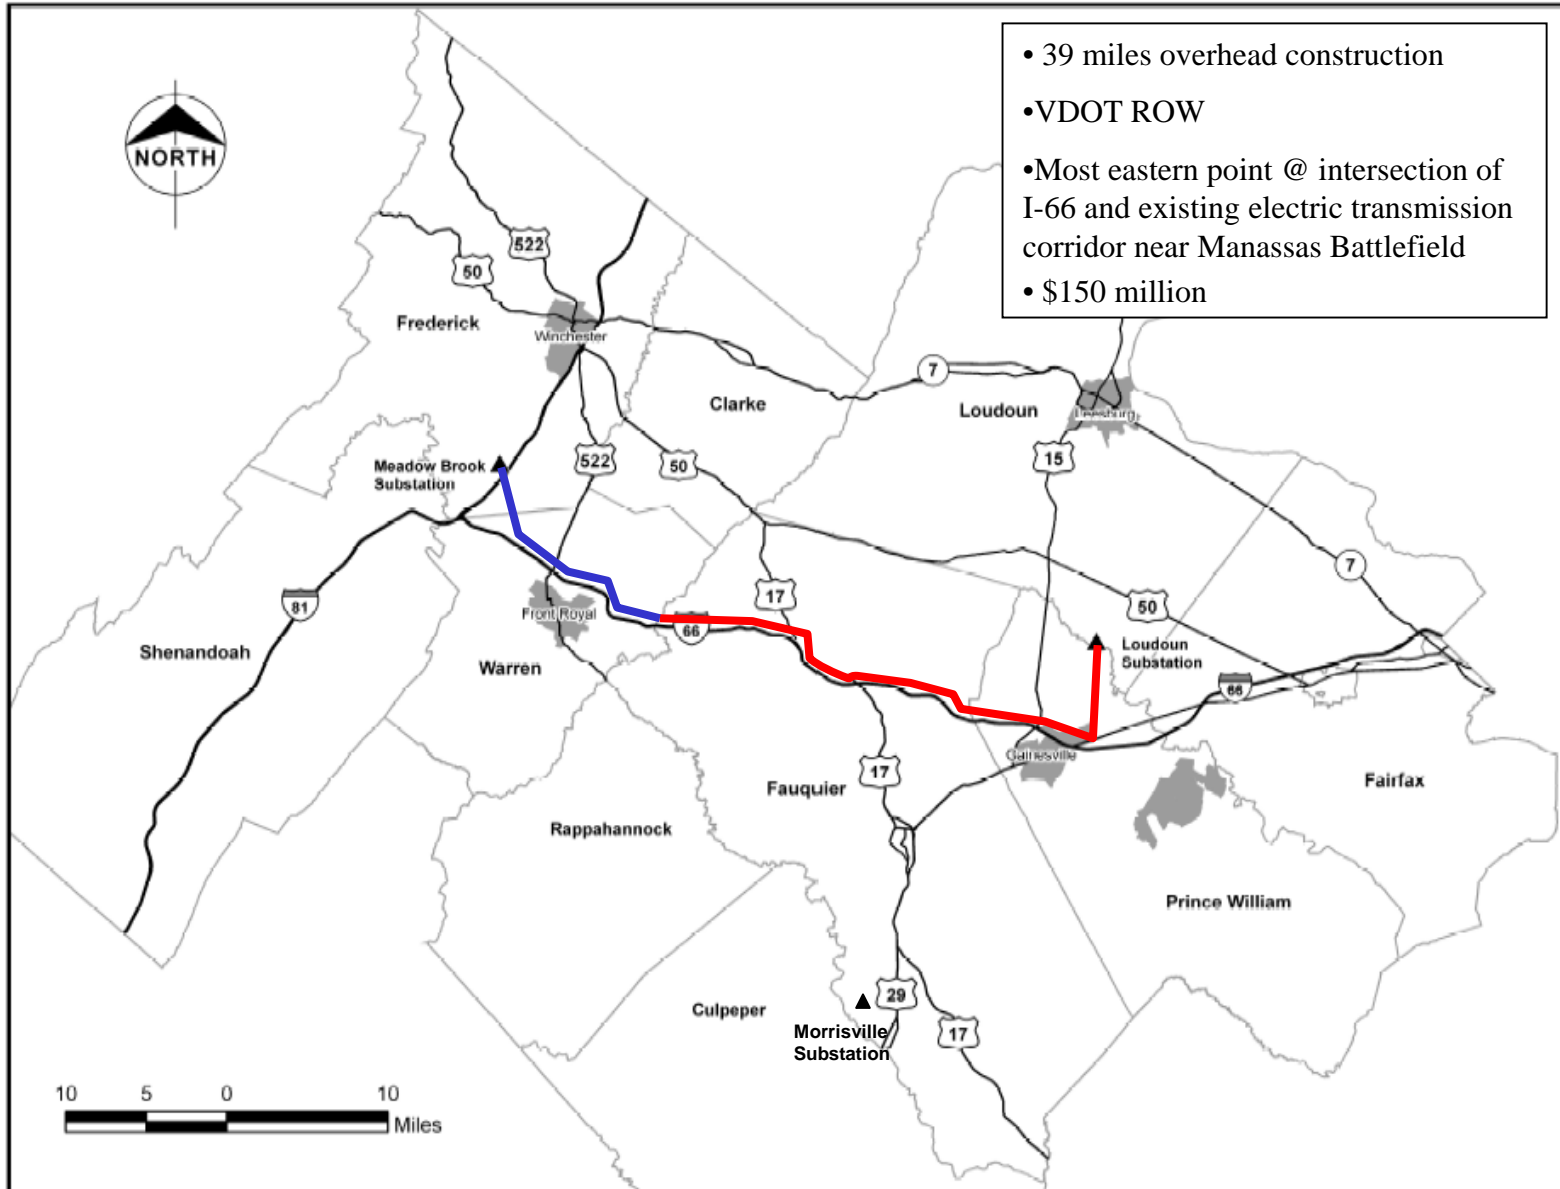 • 39 miles overhead construction
•VDOT ROW
•Most eastern point @ intersection of
I-66 and existing electric transmission
corridor near Manassas Battlefield
• $150 million
NORTH
522
50
Frederick
Winchester
7
Clarke
Loudoun
Leesburg
Meadow Brook
Substation
522
50
15
7
81
Front Royal
17
66
50
Shenandoah
Warren
Loudoun
Substation
66
Gainesville
17
Fauquier
Fairfax
Rappahannock
Prince William
Culpeper
29
Morrisville
Substation
17
10 5 0 10
Miles